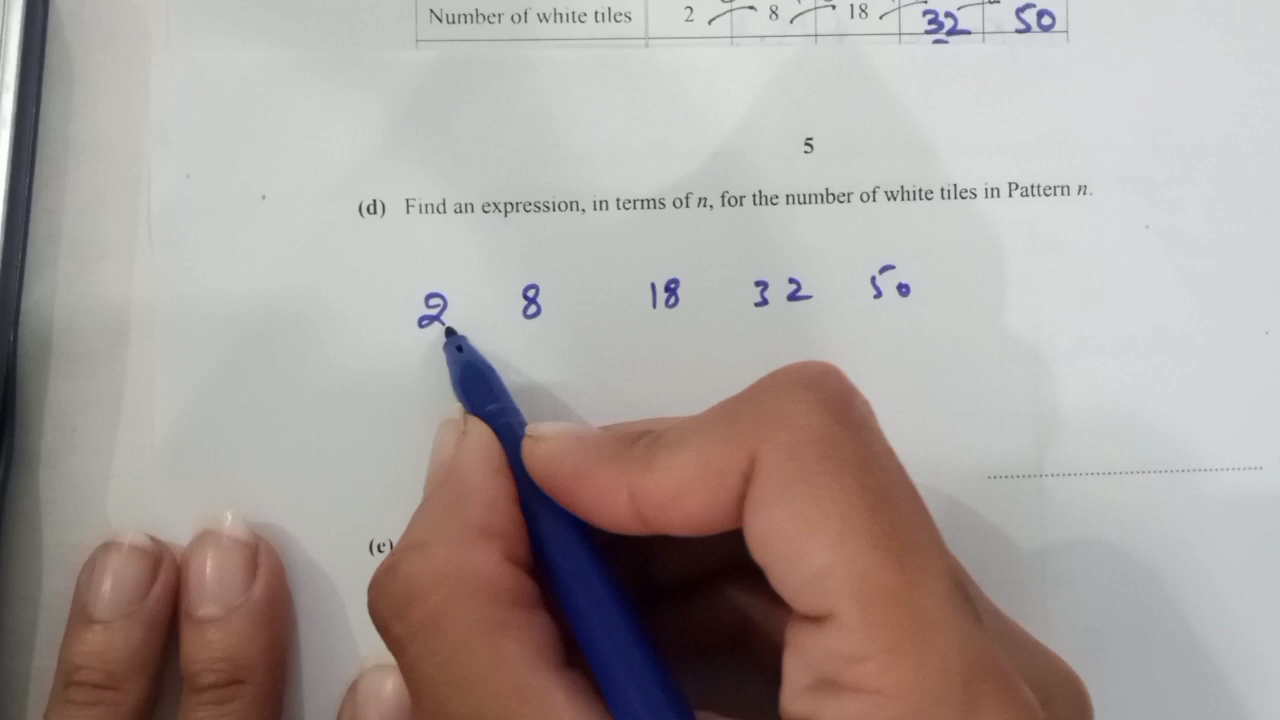 Number of white tiles 2 8 18 32 50
5
(d) Find an expression, in terms of n, for the number of white tiles in Pattern n.
2 8 18 32 50
(e)